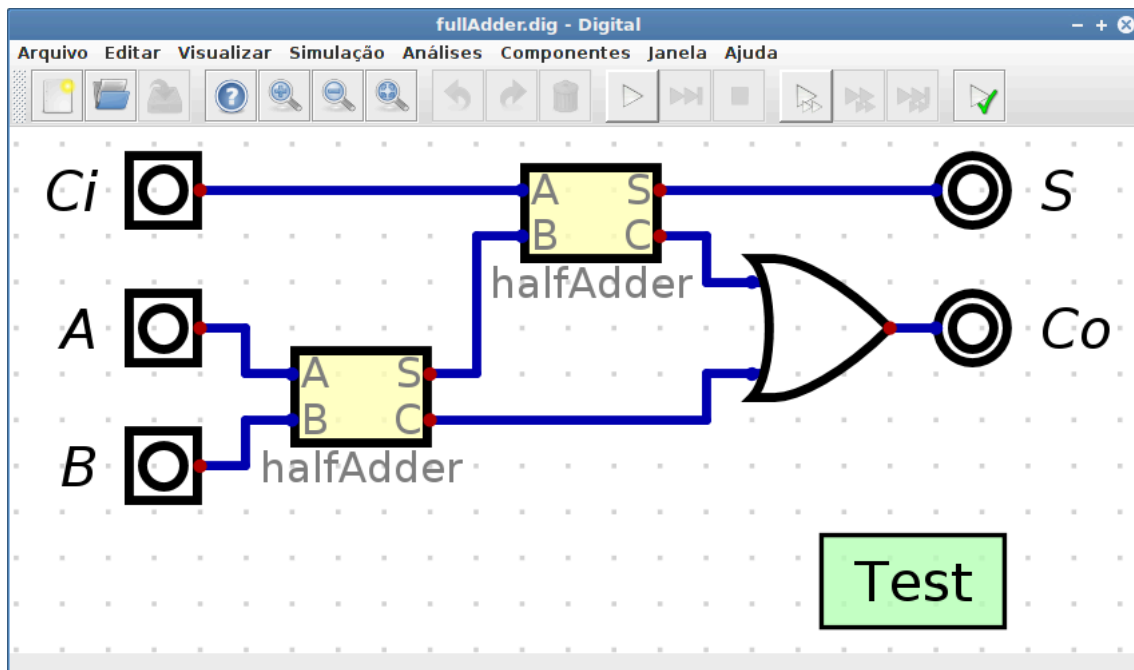 fullAdder.dig - Digital
Arquivo Editar Visualizar Simulação Análises Componentes Janela Ajuda
Ci
A S
B C
halfAdder
S
A
A S
B C
halfAdder
Co
B
Test